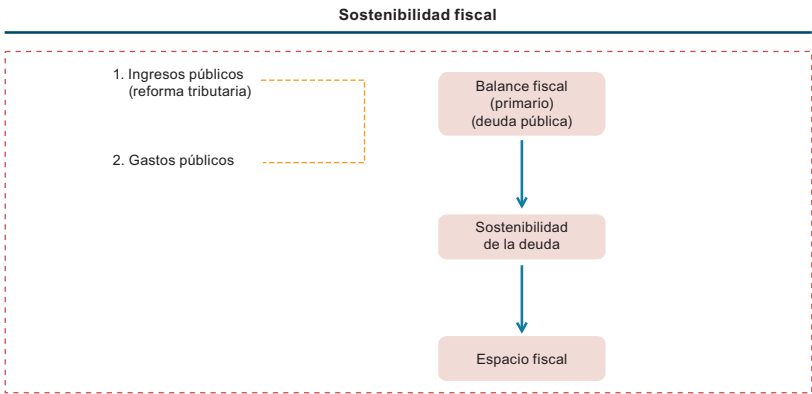 Sostenibilidad fiscal
1. Ingresos públicos
(reforma tributaria)
2. Gastos públicos
Balance fiscal
(primario)
(deuda pública)
Sostenibilidad
de la deuda
Espacio fiscal